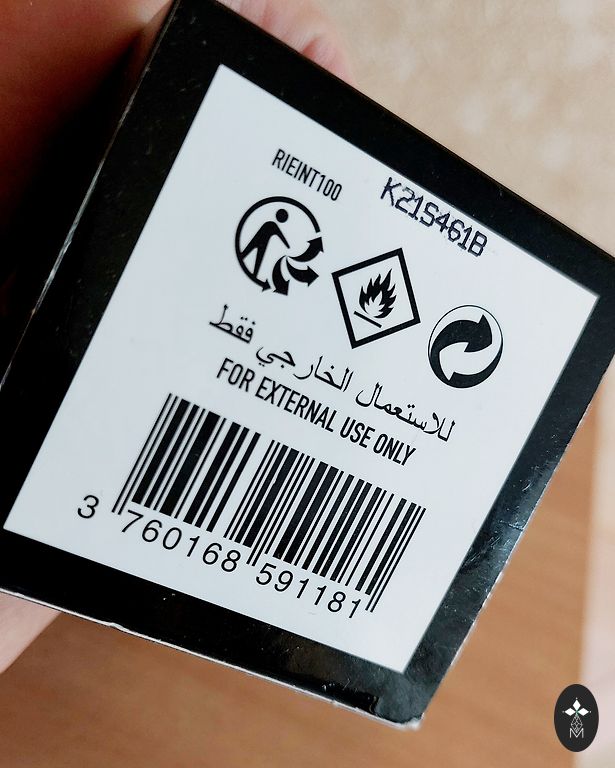 RIEINT100
K21S461B
للاستعمال الخارجي فقط
FOR EXTERNAL USE ONLY
3 760168 591181
M